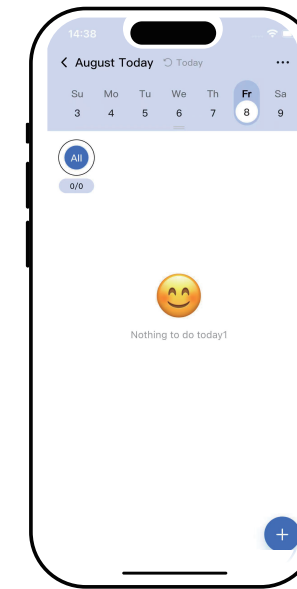 14:38
August Today Today
Su Mo Tu We Th Fr Sa
3 4 5 6 7 8 9
All
0/0
Nothing to do today1